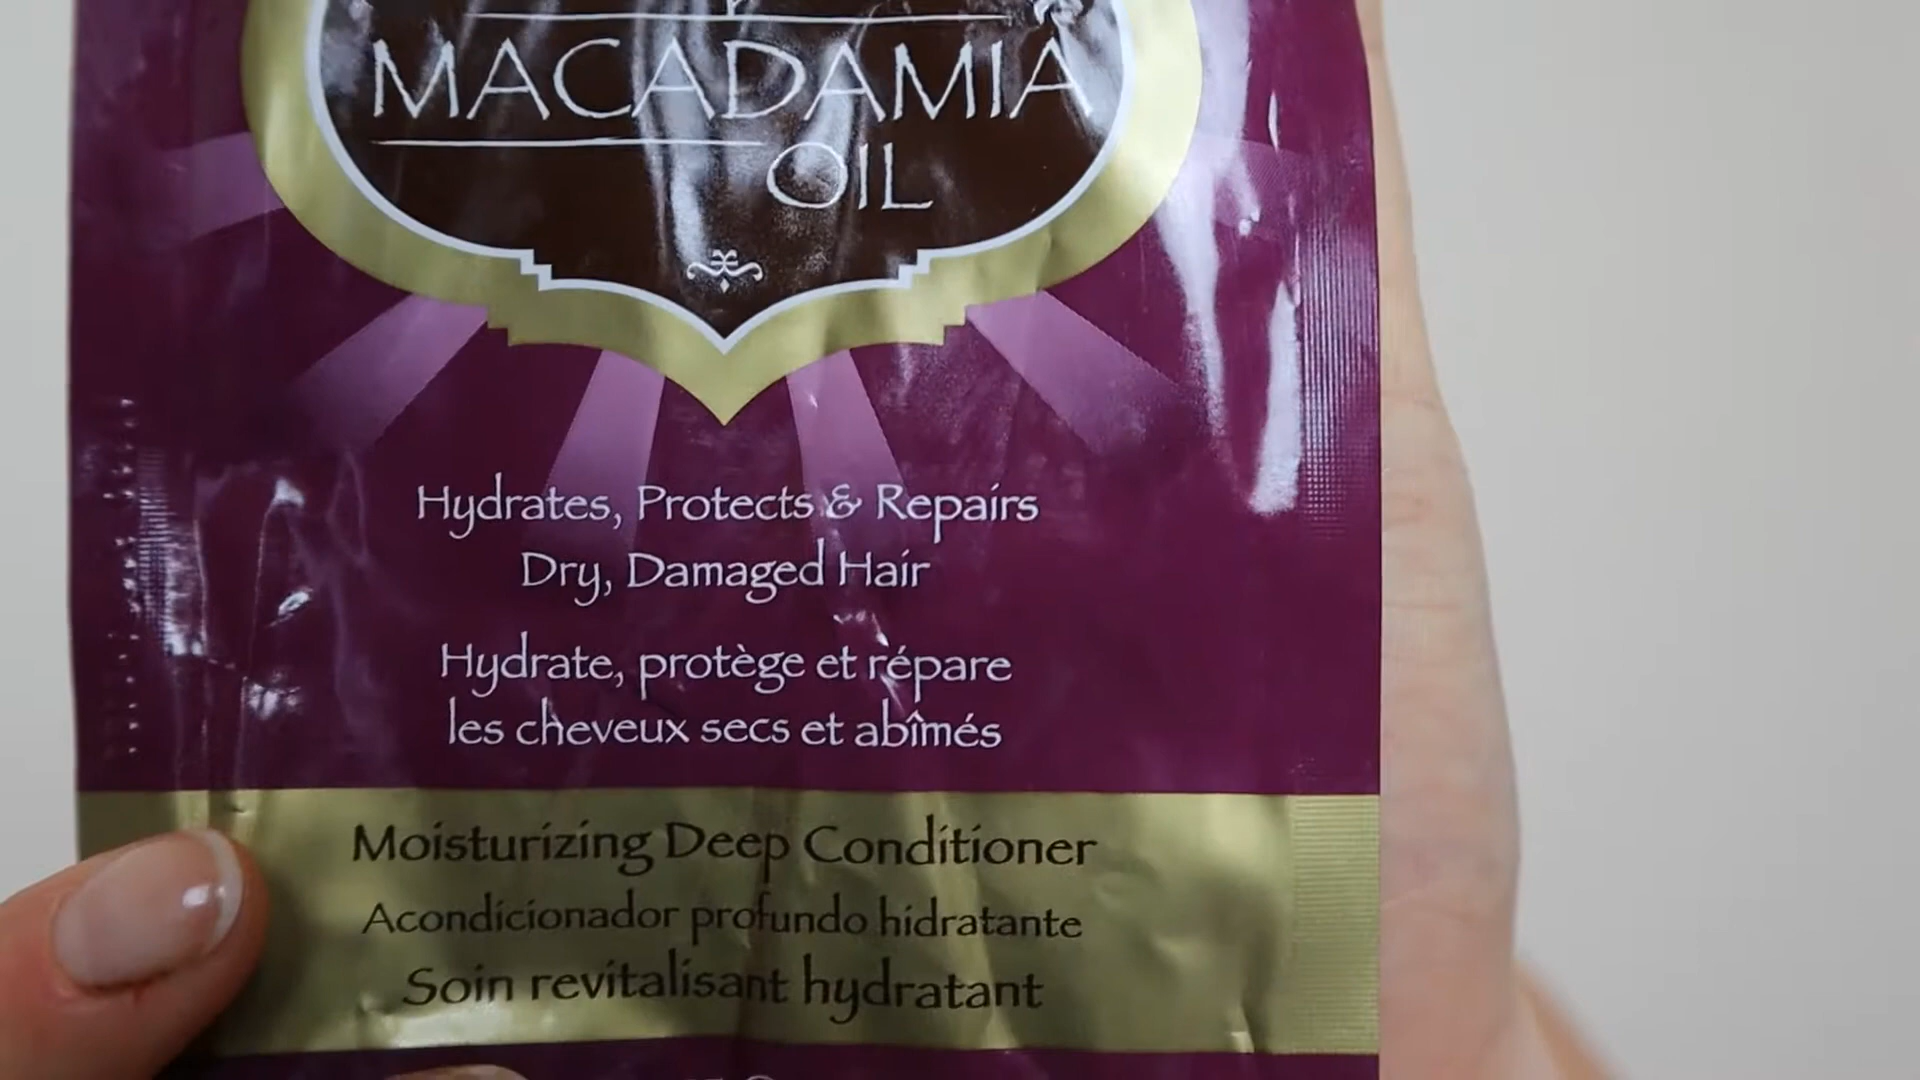 MACADAMIA
OIL
Hydrates, Protects & Repairs
Dry, Damaged Hair
Hydrate, protège et répare
les cheveux secs et abîmés
Moisturizing Deep Conditioner
Acondicionador profundo hidratante
Soin revitalisant hydratant